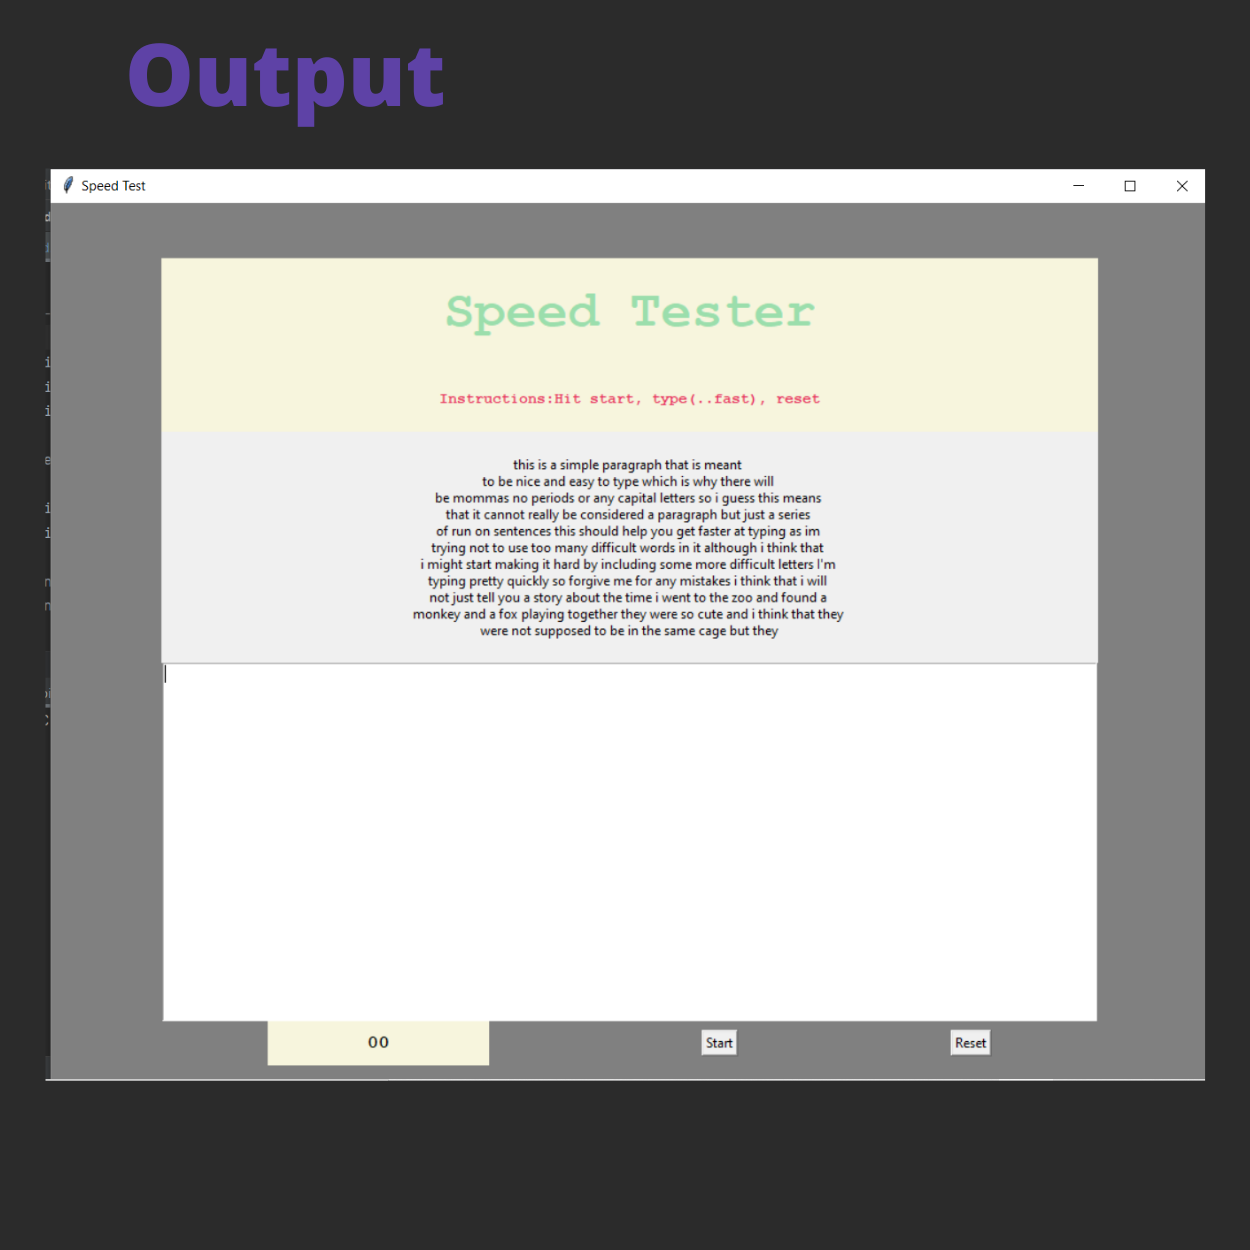 Output
Speed Test
Speed Tester
Instructions:Hit start, type(..fast), reset
this is a simple paragraph that is meant
to be nice and easy to type which is why there will
be mommas no periods or any capital letters so i guess this means
that it cannot really be considered a paragraph but just a series
of run on sentences this should help you get faster at typing as im
trying not to use too many difficult words in it although i think that
i might start making it hard by including some more difficult letters I'm
typing pretty quickly so forgive me for any mistakes i think that i will
not just tell you a story about the time i went to the zoo and found a
monkey and a fox playing together they were so cute and i think that they
were not supposed to be in the same cage but they
00
Start
Reset